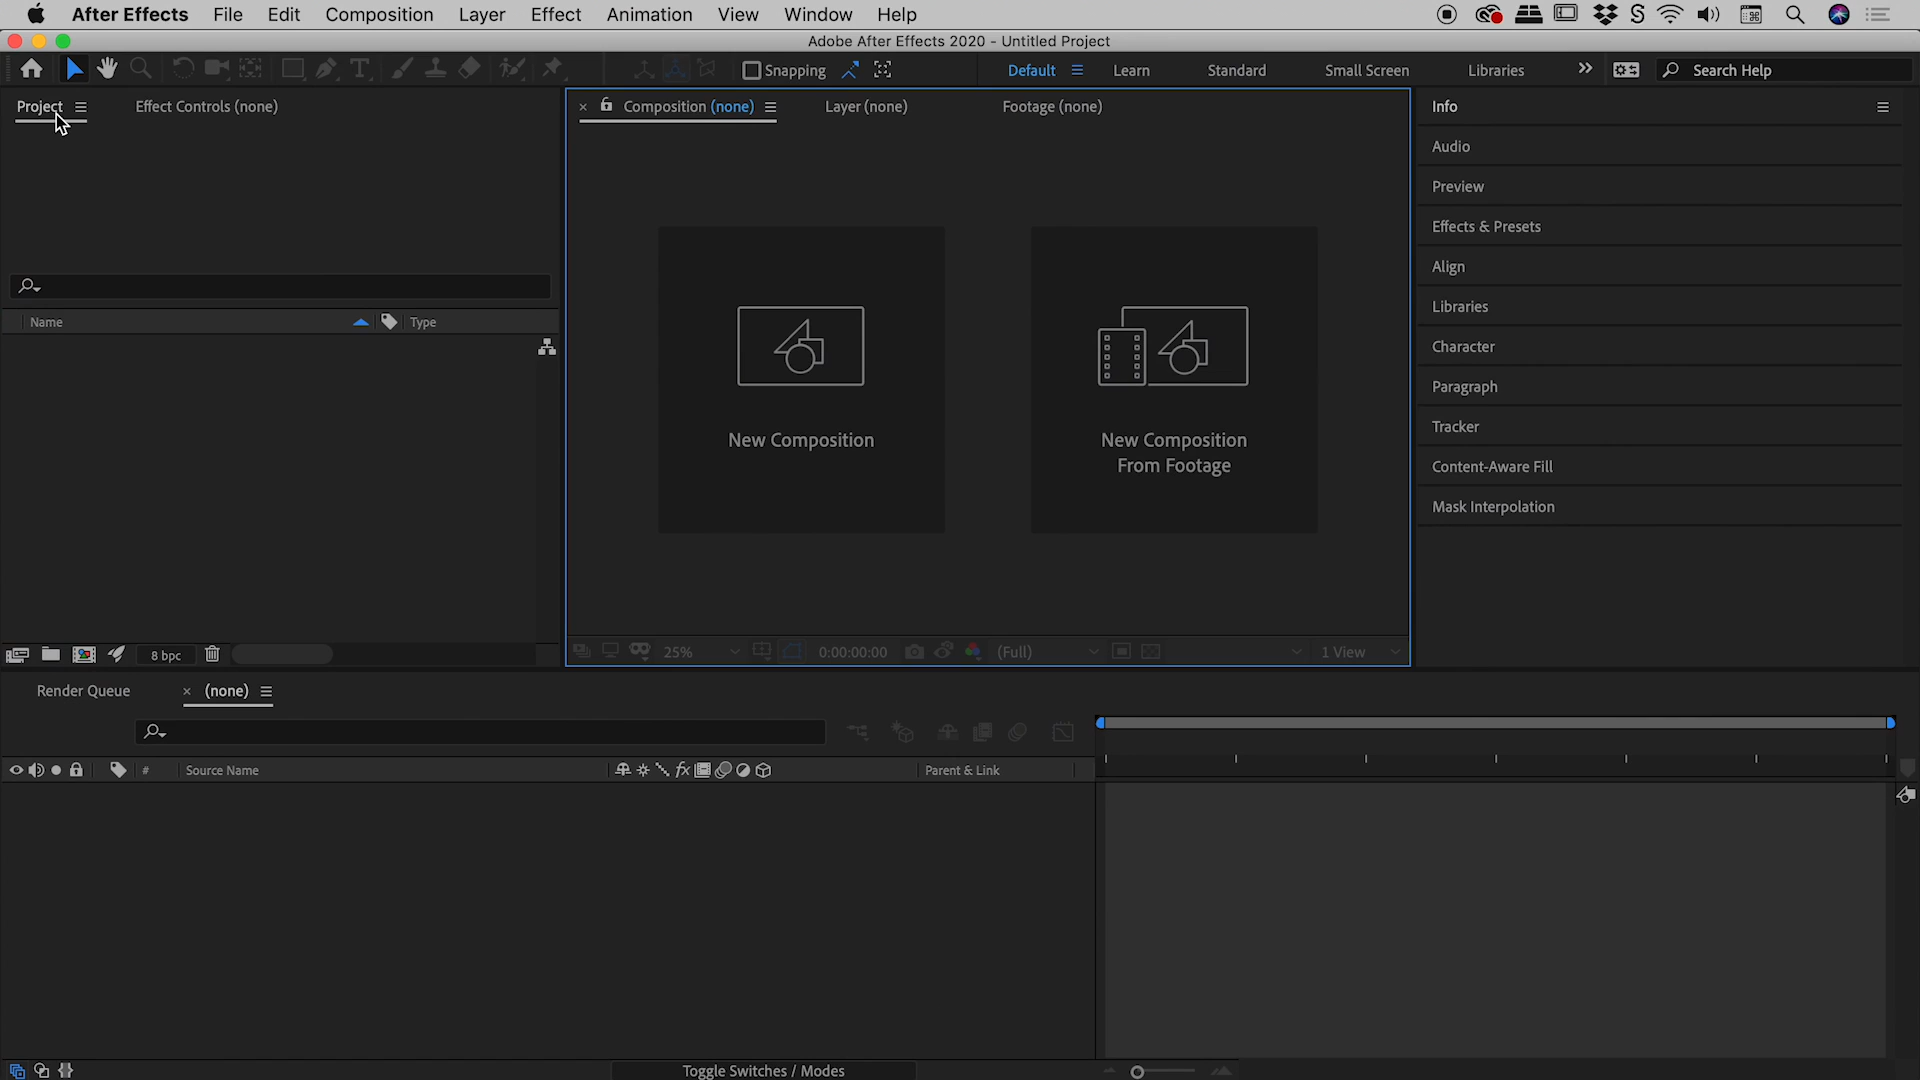 After Effects File Edit Composition Layer Effect Animation View Window Help
Adobe After Effects 2020 - Untitled Project
Snapping Default Learn Standard Small Screen Libraries Search Help
Project Effect Controls (none) Composition (none) Layer (none) Footage (none) Info
Audio
Preview
Effects & Presets
Align
Libraries
Character
Paragraph
Tracker
Content-Aware Fill
Mask Interpolation
Name Type
New Composition
New Composition
From Footage
8 bpc
25% 0:00:00:00 (Full) 1 View
Render Queue (none)
# Source Name fx Parent & Link
Toggle Switches / Modes